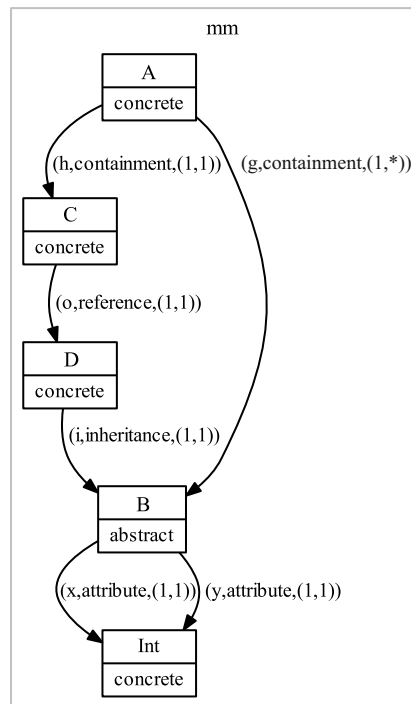 mm
A
concrete
(h,containment,(1,1)) (g,containment,(1,*))
C
concrete
(o,reference,(1,1))
D
concrete
(i,inheritance,(1,1))
B
abstract
(x,attribute,(1,1)) (y,attribute,(1,1))
Int
concrete